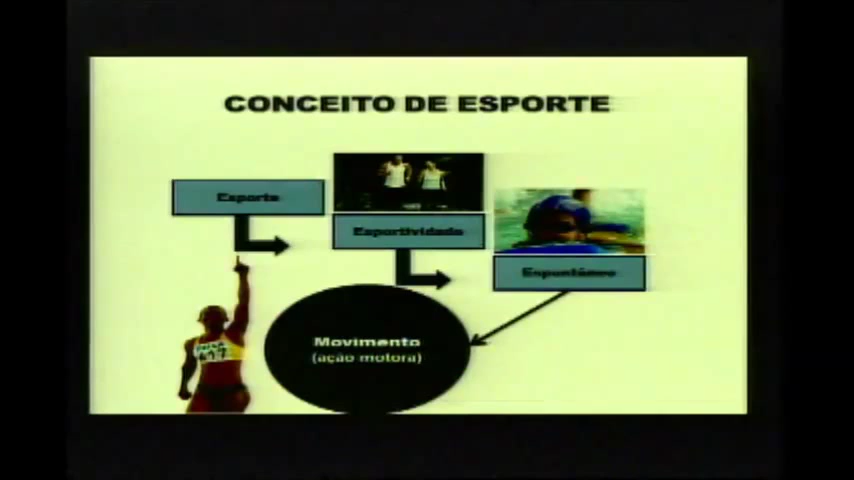 CONCEITO DE ESPORTE
Esporte
Esportividade
Espontâneo
Movimento
(ação motora)